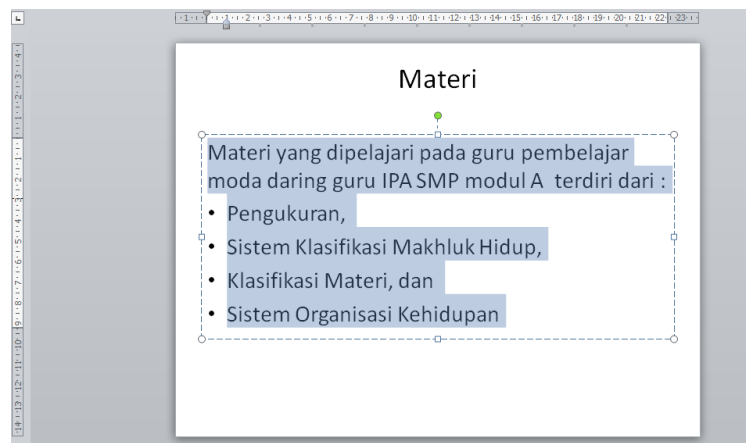 Materi
Materi yang dipelajari pada guru pembelajar
moda daring guru IPA SMP modul A  terdiri dari :
• Pengukuran,
• Sistem Klasifikasi Makhluk Hidup,
• Klasifikasi Materi, dan
• Sistem Organisasi Kehidupan